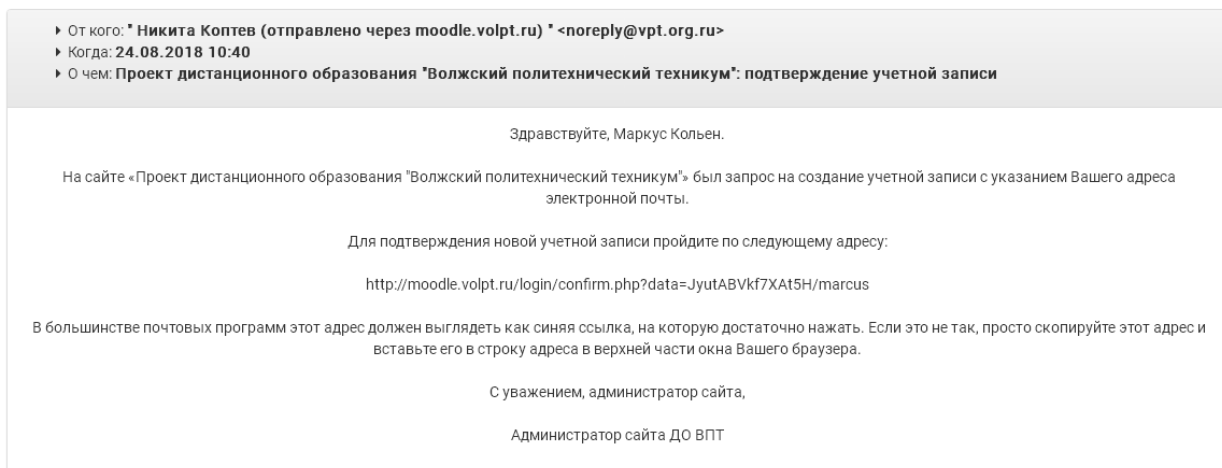 От кого: " Никита Коптев (отправлено через moodle.volpt.ru) " <noreply@vpt.org.ru>
Когда: 24.08.2018 10:40
О чем: Проект дистанционного образования "Волжский политехнический техникум": подтверждение учетной записи
Здравствуйте, Маркус Кольен.
На сайте «Проект дистанционного образования "Волжский политехнический техникум"» был запрос на создание учетной записи с указанием Вашего адреса
электронной почты.
Для подтверждения новой учетной записи пройдите по следующему адресу:
http://moodle.volpt.ru/login/confirm.php?data=JyutABVkf7XAt5H/marcus
В большинстве почтовых программ этот адрес должен выглядеть как синяя ссылка, на которую достаточно нажать. Если это не так, просто скопируйте этот адрес и
вставьте его в строку адреса в верхней части окна Вашего браузера.
С уважением, администратор сайта,
Администратор сайта ДО ВПТ